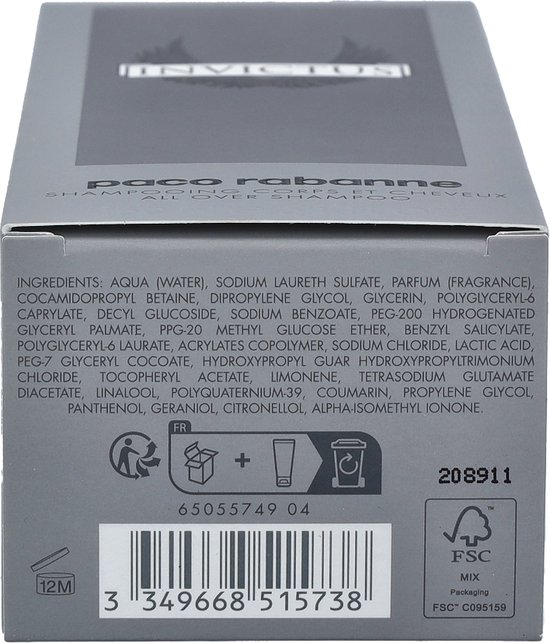 INVICTUS
paco rabanne
SHAMPOOING CORPS ET CHEVEUX
ALL OVER SHAMPOO
INGREDIENTS: AQUA (WATER), SODIUM LAURETH SULFATE, PARFUM (FRAGRANCE),
COCAMIDOPROPYL BETAINE, DIPROPYLENE GLYCOL, GLYCERIN, POLYGLYCERYL-6
CAPRYLATE, DECYL GLUCOSIDE, SODIUM BENZOATE, PEG-200 HYDROGENATED
GLYCERYL PALMATE, PPG-20 METHYL GLUCOSE ETHER, BENZYL SALICYLATE,
POLYGLYCERYL-6 LAURATE, ACRYLATES COPOLYMER, SODIUM CHLORIDE, LACTIC ACID,
PEG-7 GLYCERYL COCOATE, HYDROXYPROPYL GUAR HYDROXYPROPYLTRIMONIUM
CHLORIDE, TOCOPHERYL ACETATE, LIMONENE, TETRASODIUM GLUTAMATE
DIACETATE, LINALOOL, POLYQUATERNIUM-39, COUMARIN, PROPYLENE GLYCOL,
PANTHENOL, GERANIOL, CITRONELLOL, ALPHA-ISOMETHYL IONONE.
FR
+
65055749 04
208911
12M
3 349668 515738
FSC™
MIX
Packaging
FSC™ C095159